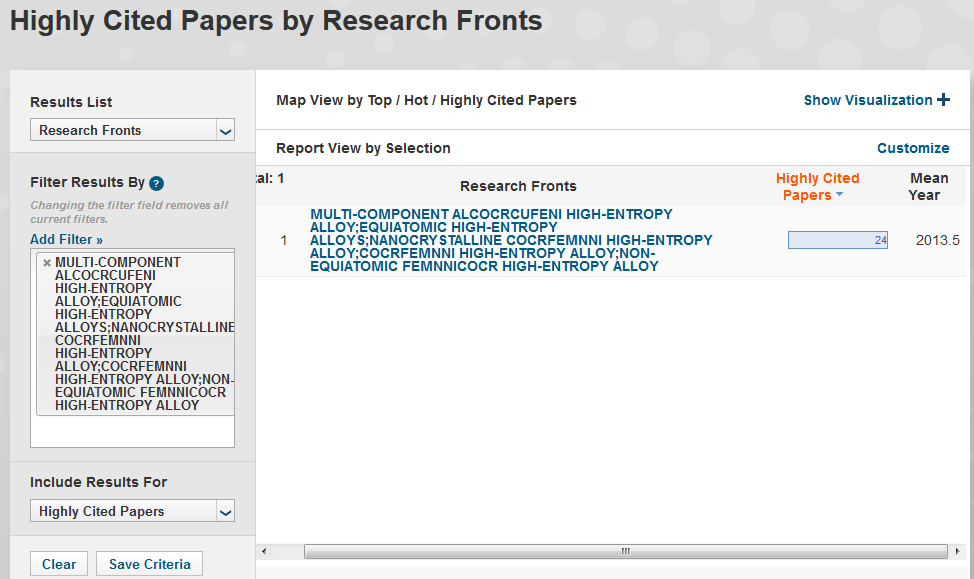 Highly Cited Papers by Research Fronts
Results List
Research Fronts
Filter Results By ?
Changing the filter field removes all
current filters.
Add Filter »
× MULTI-COMPONENT
ALCOCRCUFENI
HIGH-ENTROPY
ALLOY;EQUIATOMIC
HIGH-ENTROPY
ALLOYS;NANOCRYSTALLINE
COCRFEMNNI
HIGH-ENTROPY
ALLOY;COCRFEMNNI
HIGH-ENTROPY ALLOY;NON-
EQUIATOMIC FEMNNICOCR
HIGH-ENTROPY ALLOY
Include Results For
Highly Cited Papers
Clear Save Criteria
Map View by Top / Hot / Highly Cited Papers Show Visualization +
Report View by Selection Customize
tal: 1 Research Fronts Highly Cited Papers Mean Year
1
MULTI-COMPONENT ALCOCRCUFENI HIGH-ENTROPY
ALLOY;EQUIATOMIC HIGH-ENTROPY
ALLOYS;NANOCRYSTALLINE COCRFEMNNI HIGH-ENTROPY
ALLOY;COCRFEMNNI HIGH-ENTROPY ALLOY;NON-
EQUIATOMIC FEMNNICOCR HIGH-ENTROPY ALLOY
24 2013.5